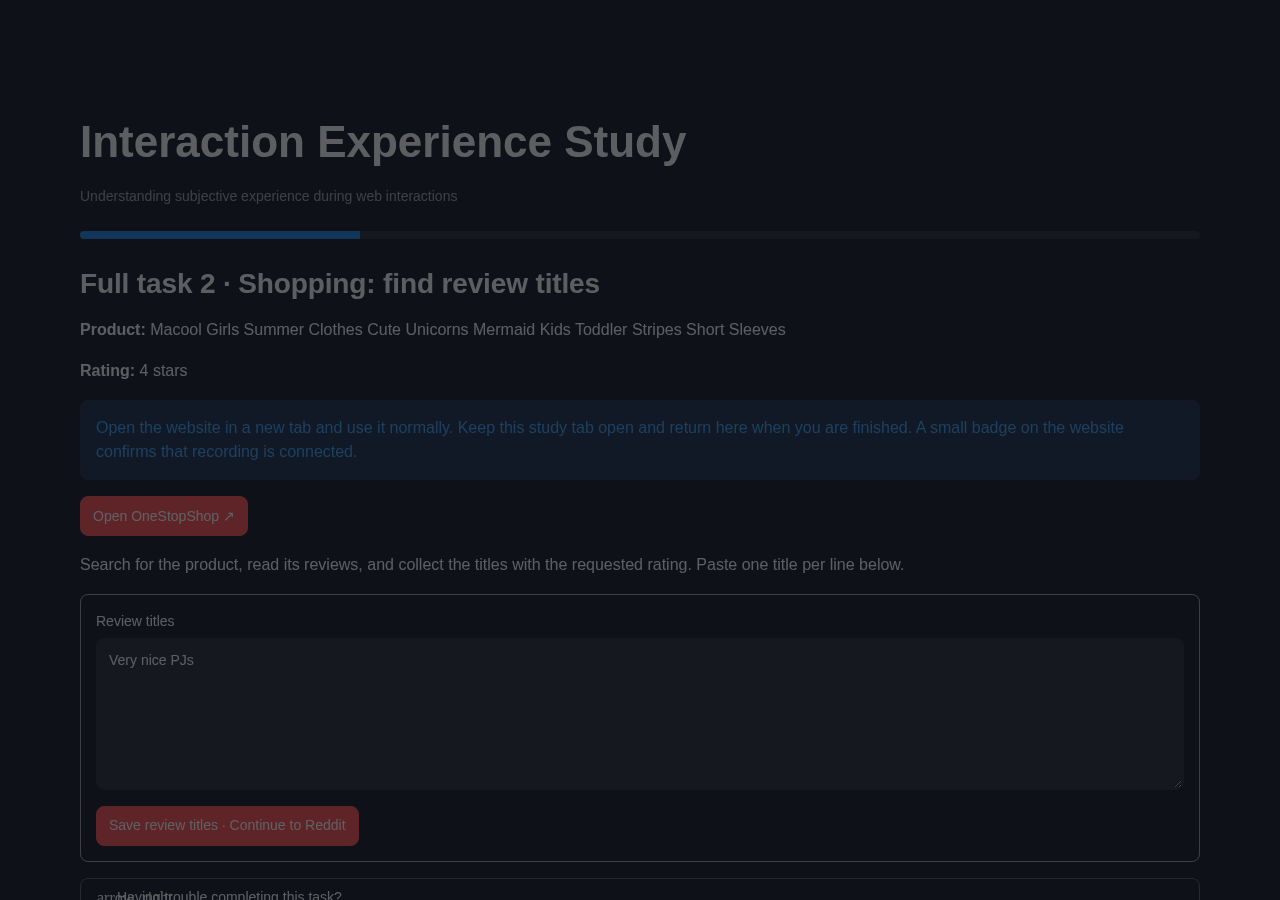 Interaction Experience Study
Understanding subjective experience during web interactions
Full task 2 · Shopping: find review titles
Product: Macool Girls Summer Clothes Cute Unicorns Mermaid Kids Toddler Stripes Short Sleeves
Rating: 4 stars
Open the website in a new tab and use it normally. Keep this study tab open and return here when you are finished. A small badge on the website
confirms that recording is connected.
Open OneStopShop ↗
Search for the product, read its reviews, and collect the titles with the requested rating. Paste one title per line below.
Review titles
Very nice PJs
Save review titles · Continue to Reddit
Having trouble completing this task?